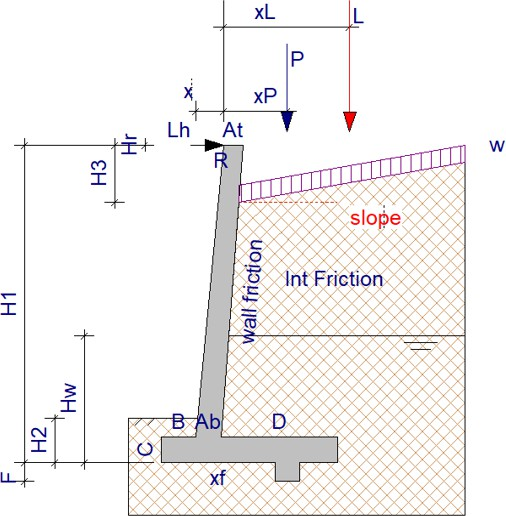 xL
L
P
x
xP
Lh
At
Hr
R
w
H3
slope
wall friction
Int Friction
H1
Hw
B
Ab
D
H2
C
F
xf